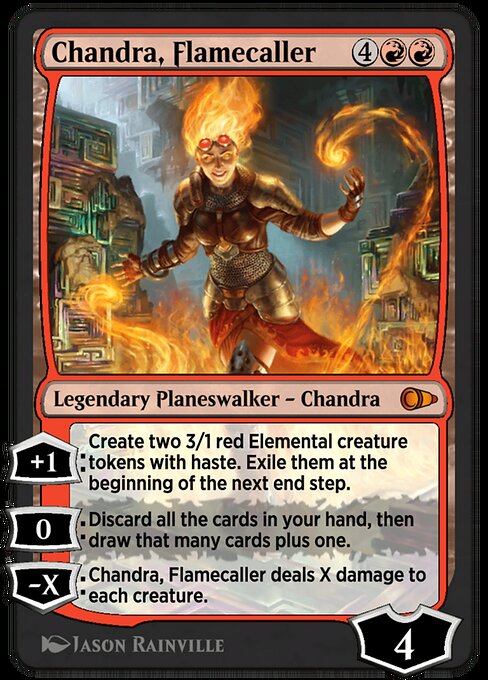 Chandra, Flamecaller 4
Legendary Planeswalker – Chandra
+1: Create two 3/1 red Elemental creature
tokens with haste. Exile them at the
beginning of the next end step.
0: Discard all the cards in your hand, then
draw that many cards plus one.
–X: Chandra, Flamecaller deals X damage to
each creature.
4
Jason Rainville